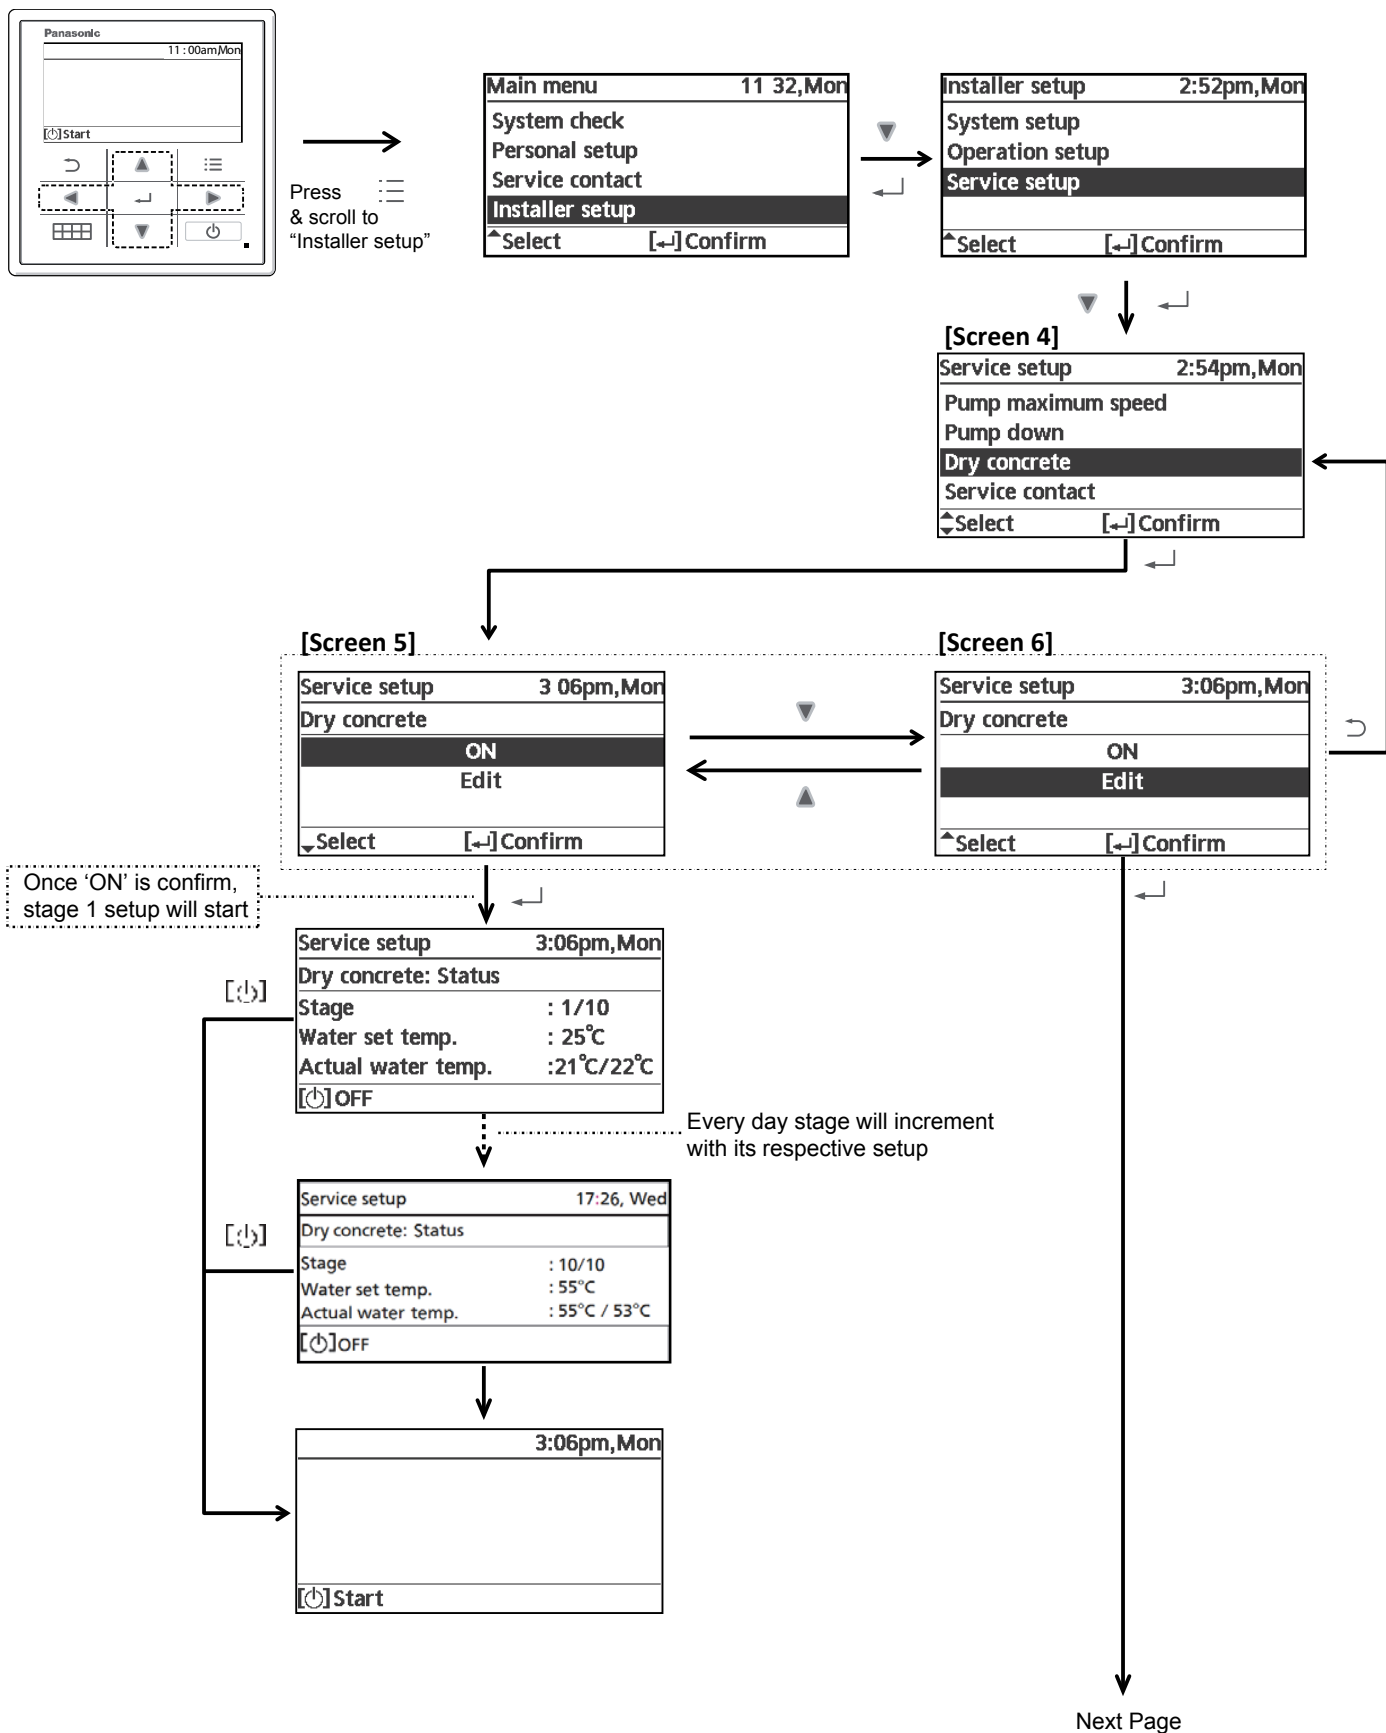 Panasonic
11:00am,Mon
[⏻]Start
Press
& scroll to
“Installer setup”
Main menu 11 32,Mon
System check
Personal setup
Service contact
Installer setup
Select [↵]Confirm
Installer setup 2:52pm,Mon
System setup
Operation setup
Service setup
Select [↵]Confirm
[Screen 4]
Service setup 2:54pm,Mon
Pump maximum speed
Pump down
Dry concrete
Service contact
Select [↵]Confirm
[Screen 5]
Service setup 3 06pm,Mon
Dry concrete
ON
Edit
Select [↵]Confirm
[Screen 6]
Service setup 3:06pm,Mon
Dry concrete
ON
Edit
Select [↵]Confirm
Once ‘ON’ is confirm,
stage 1 setup will start
Service setup 3:06pm,Mon
Dry concrete: Status
Stage : 1/10
Water set temp. : 25°C
Actual water temp. :21°C/22°C
[⏻]OFF
[⏻]
Every day stage will increment
with its respective setup
Service setup 17:26, Wed
Dry concrete: Status
Stage : 10/10
Water set temp. : 55°C
Actual water temp. : 55°C / 53°C
[⏻]OFF
[⏻]
3:06pm,Mon
[⏻]Start
Next Page